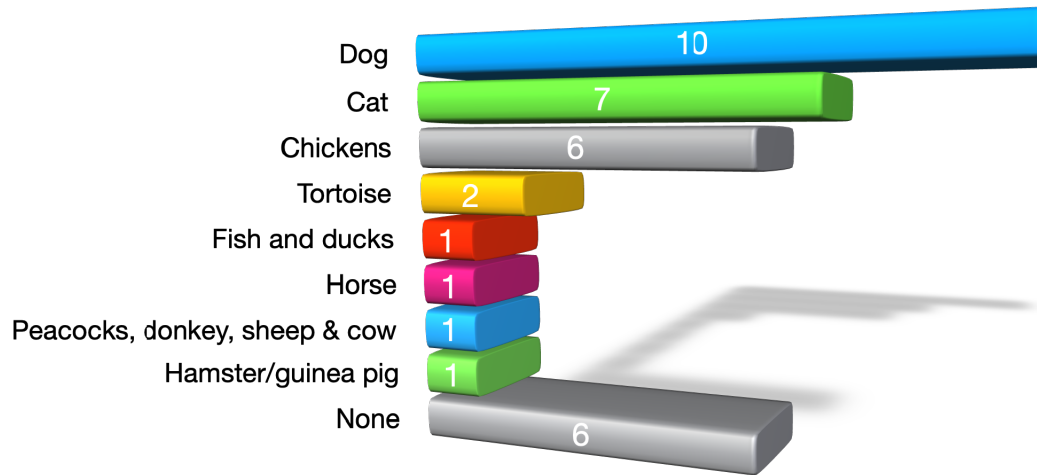 Dog 10
Cat 7
Chickens 6
Tortoise 2
Fish and ducks 1
Horse 1
Peacocks, donkey, sheep & cow 1
Hamster/guinea pig 1
None 6